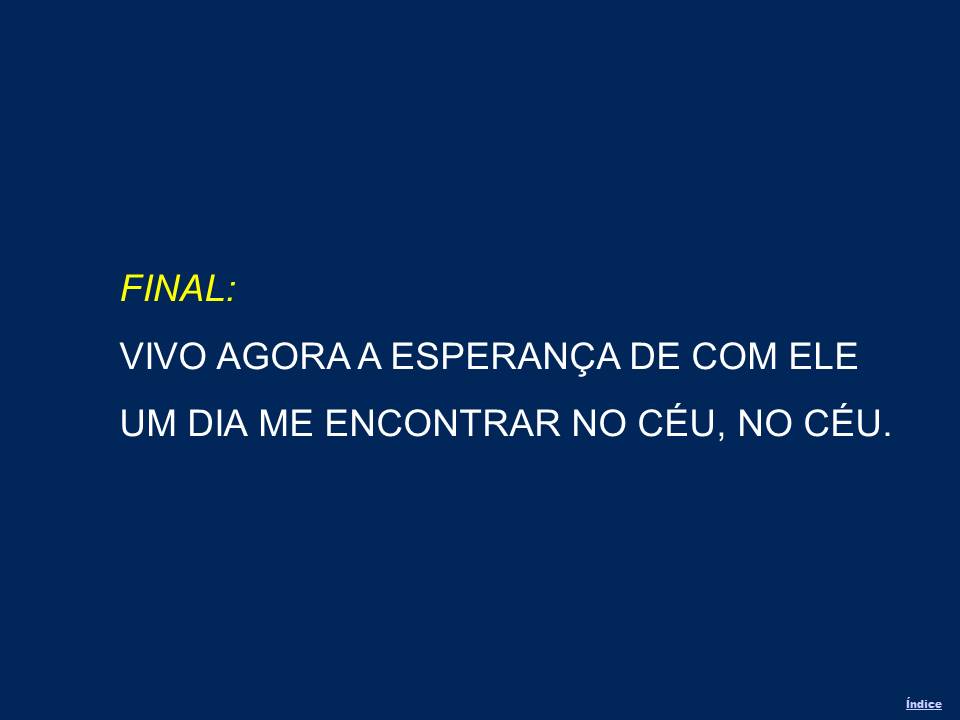 FINAL:
VIVO AGORA A ESPERANÇA DE COM ELE
UM DIA ME ENCONTRAR NO CÉU, NO CÉU.
Índice